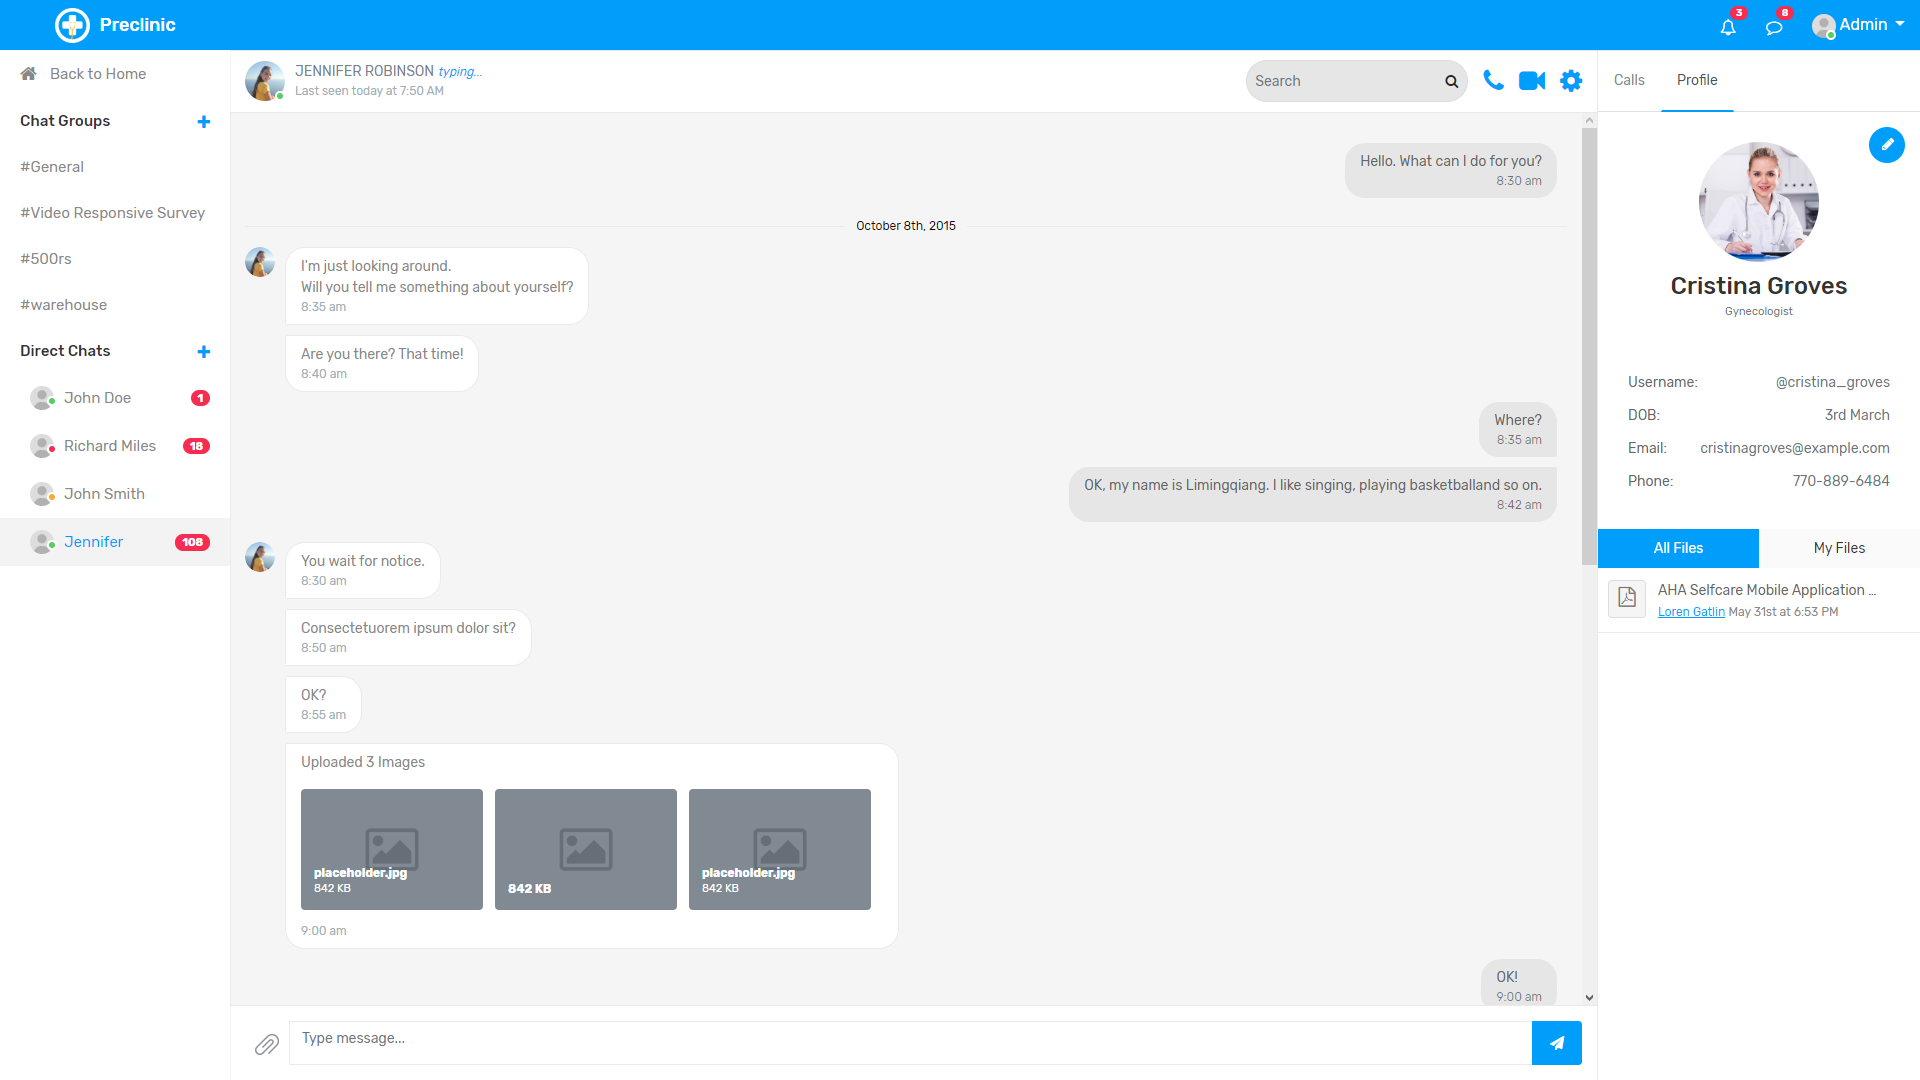 Preclinic
3
8
Admin
Back to Home
Chat Groups
#General
#Video Responsive Survey
#500rs
#warehouse
Direct Chats
John Doe
1
Richard Miles
18
John Smith
Jennifer
108
JENNIFER ROBINSON typing...
Last seen today at 7:50 AM
Search
Hello. What can I do for you?
8:30 am
October 8th, 2015
I'm just looking around.
Will you tell me something about yourself?
8:35 am
Are you there? That time!
8:40 am
Where?
8:35 am
OK, my name is Limingqiang. I like singing, playing basketballand so on.
8:42 am
You wait for notice.
8:30 am
Consectetuorem ipsum dolor sit?
8:50 am
OK?
8:55 am
Uploaded 3 Images
placeholder.jpg
842 KB
842 KB
placeholder.jpg
842 KB
9:00 am
OK!
9:00 am
Type message...
Calls
Profile
Cristina Groves
Gynecologist
Username: @cristina_groves
DOB: 3rd March
Email: cristinagroves@example.com
Phone: 770-889-6484
All Files
My Files
AHA Selfcare Mobile Application ...
Loren Gatlin May 31st at 6:53 PM